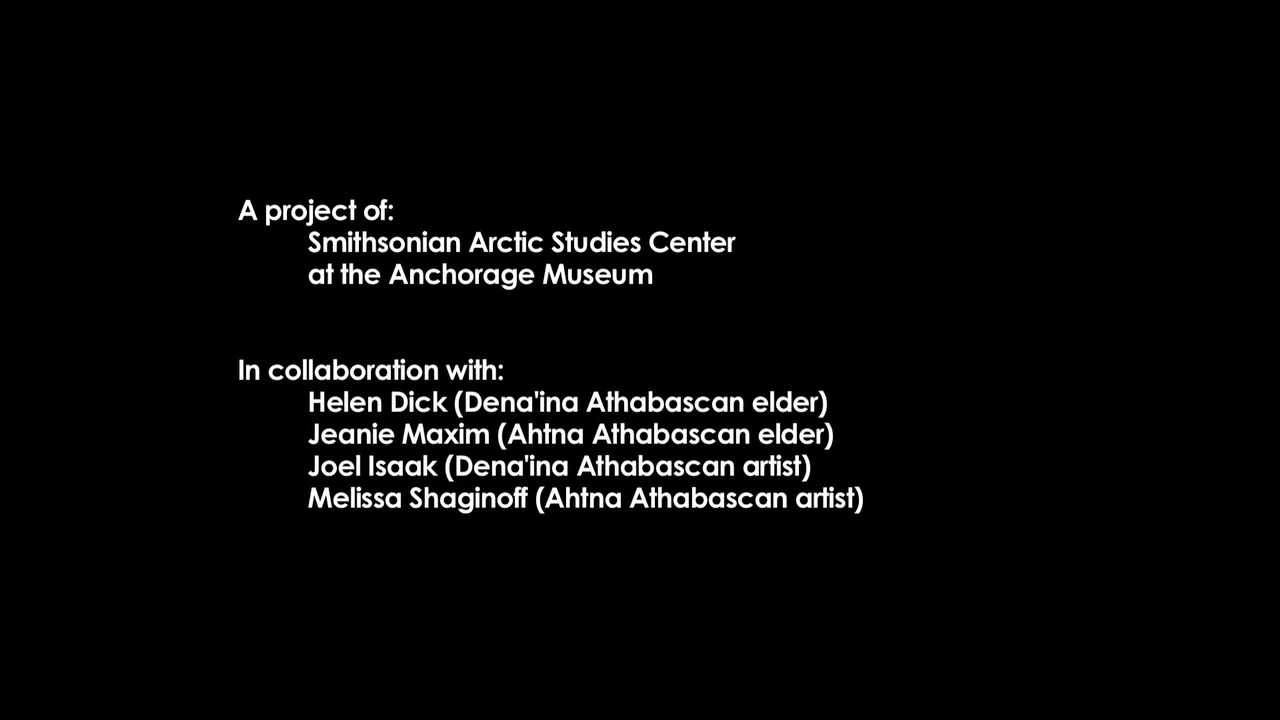 A project of:
Smithsonian Arctic Studies Center
at the Anchorage Museum
In collaboration with:
Helen Dick (Dena'ina Athabascan elder)
Jeanie Maxim (Ahtna Athabascan elder)
Joel Isaak (Dena'ina Athabascan artist)
Melissa Shaginoff (Ahtna Athabascan artist)